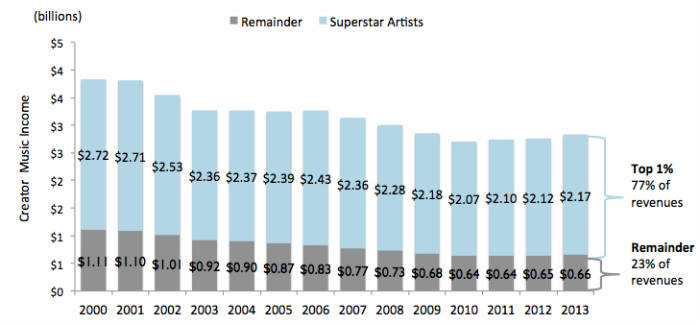 (billions)
Remainder Superstar Artists
$5
$4
$4
$3
$3
$2
$2
$1
$1
$0
Creator Music Income
$2.72 $2.71 $2.53 $2.36 $2.37 $2.39 $2.43 $2.36 $2.28 $2.18 $2.07 $2.10 $2.12 $2.17
$1.11 $1.10 $1.01 $0.92 $0.90 $0.87 $0.83 $0.77 $0.73 $0.68 $0.64 $0.64 $0.65 $0.66
2000 2001 2002 2003 2004 2005 2006 2007 2008 2009 2010 2011 2012 2013
Top 1%
77% of
revenues
Remainder
23% of
revenues